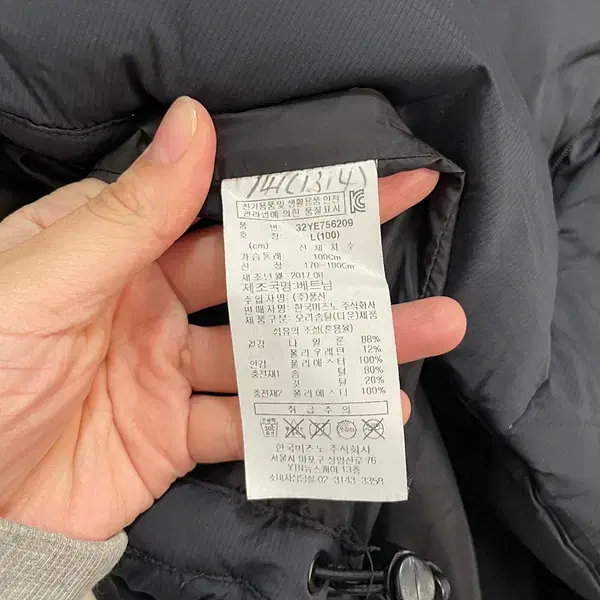 741(1314)
전기용품 및 생활용품 안전
관리법에 의한 품질표시
품 번: 32YE756209
호 칭: L(100)
(cm) 신체치수
가슴둘레 100Cm
신 장 170-180Cm
제조년월 2017.08
제조국명:베트남
수입자명 : (주)풍신
판매자명 : 한국미즈노 주식회사
제품구분: 오리솜털(다운)제품
섬유의 조성(혼용율)
겉감 나 일 론 88%
폴리우레탄 12%
안감 폴리에스터 100%
충전재1 솜 털 80%
깃 털 20%
충전재2 폴리에스터 100%
취 급 주 의
한국미즈노 주식회사
서울시 마포구 상암산로 76
YTN뉴스퀘어 13층
소비자상담실 02-3143-3358